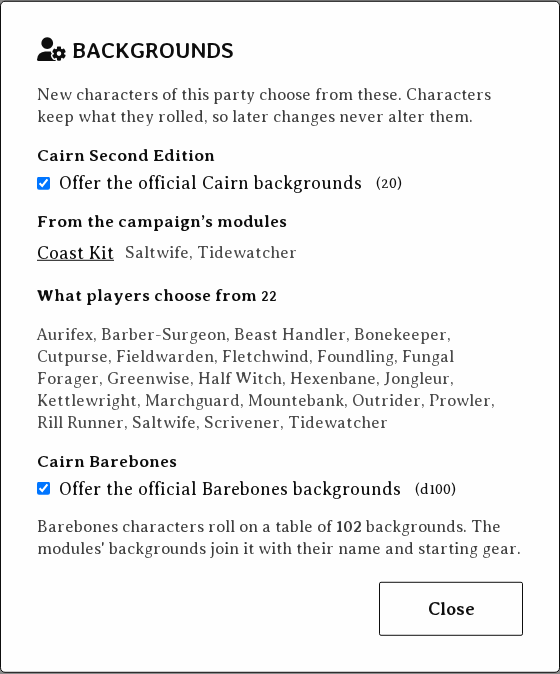 BACKGROUNDS
New characters of this party choose from these. Characters
keep what they rolled, so later changes never alter them.
Cairn Second Edition
Offer the official Cairn backgrounds (20)
From the campaign’s modules
Coast Kit Saltwife, Tidewatcher
What players choose from 22
Aurifex, Barber-Surgeon, Beast Handler, Bonekeeper,
Cutpurse, Fieldwarden, Fletchwind, Foundling, Fungal
Forager, Greenwise, Half Witch, Hexenbane, Jongleur,
Kettlewright, Marchguard, Mountebank, Outrider, Prowler,
Rill Runner, Saltwife, Scrivener, Tidewatcher
Cairn Barebones
Offer the official Barebones backgrounds (d100)
Barebones characters roll on a table of 102 backgrounds. The
modules' backgrounds join it with their name and starting gear.
Close